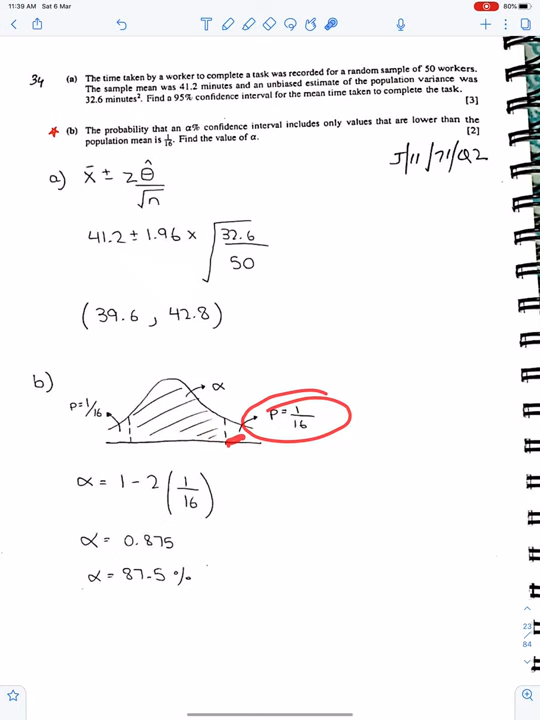 11:39 AM Sat 6 Mar
80%
34 (a) The time taken by a worker to complete a task was recorded for a random sample of 50 workers.
The sample mean was 41.2 minutes and an unbiased estimate of the population variance was
32.6 minutes². Find a 95% confidence interval for the mean time taken to complete the task.
[3]
(b) The probability that an α% confidence interval includes only values that are lower than the
population mean is 1/16. Find the value of α. [2]
J/11/71/Q2
a) x̄ ± z θ̂/√n
41.2 ± 1.96 × √(32.6/50)
(39.6 , 42.8)
b)
α
P=1/16
P=1/16
α = 1 - 2(1/16)
α = 0.875
α = 87.5 %
23
84